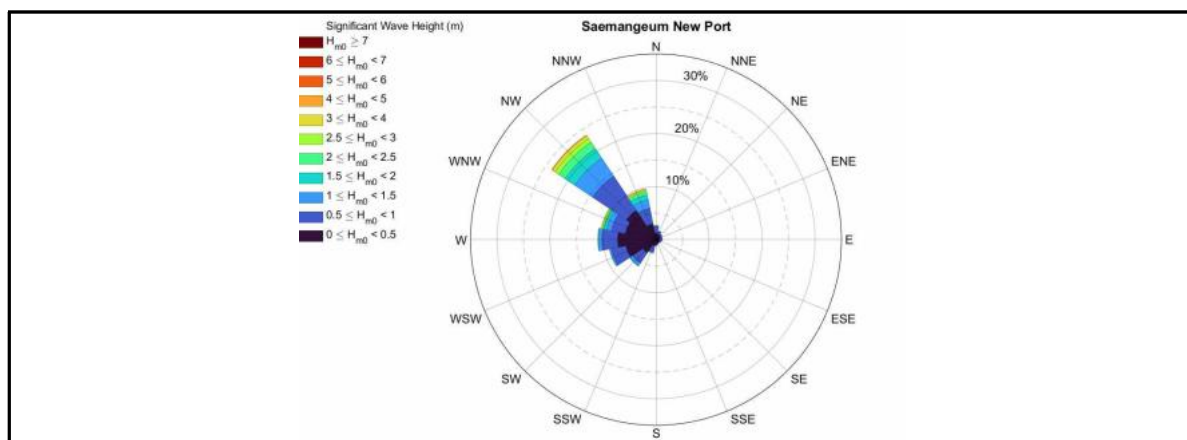 Significant Wave Height (m)
H_m0 ≥ 7
6 ≤ H_m0 < 7
5 ≤ H_m0 < 6
4 ≤ H_m0 < 5
3 ≤ H_m0 < 4
2.5 ≤ H_m0 < 3
2 ≤ H_m0 < 2.5
1.5 ≤ H_m0 < 2
1 ≤ H_m0 < 1.5
0.5 ≤ H_m0 < 1
0 ≤ H_m0 < 0.5
Saemangeum New Port
N
NNW
NNE
30%
NW
NE
20%
WNW
ENE
10%
W
E
WSW
ESE
SW
SE
SSW
SSE
S